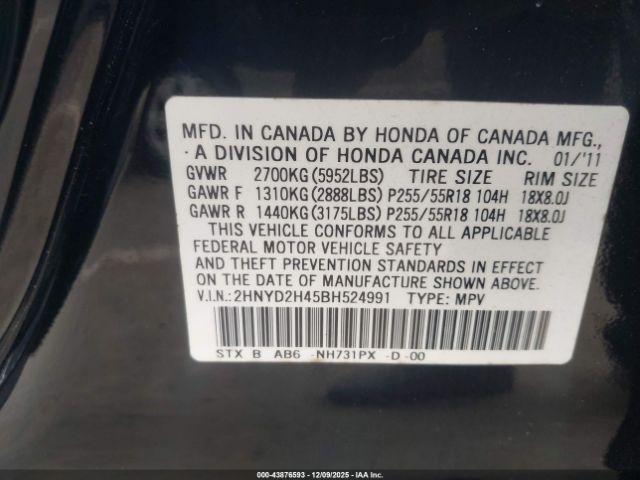 MFD. IN CANADA BY HONDA OF CANADA MFG.,
A DIVISION OF HONDA CANADA INC. 01/'11
GVWR 2700KG(5952LBS) TIRE SIZE RIM SIZE
GAWR F 1310KG(2888LBS) P255/55R18 104H 18X8.0J
GAWR R 1440KG(3175LBS) P255/55R18 104H 18X8.0J
THIS VEHICLE CONFORMS TO ALL APPLICABLE
FEDERAL MOTOR VEHICLE SAFETY
AND THEFT PREVENTION STANDARDS IN EFFECT
ON THE DATE OF MANUFACTURE SHOWN ABOVE.
V.I.N.: 2HNYD2H45BH524991 TYPE: MPV
STX B AB6 -NH731PX -D -00
000-43876593 - 12/09/2025 - IAAI, Inc.